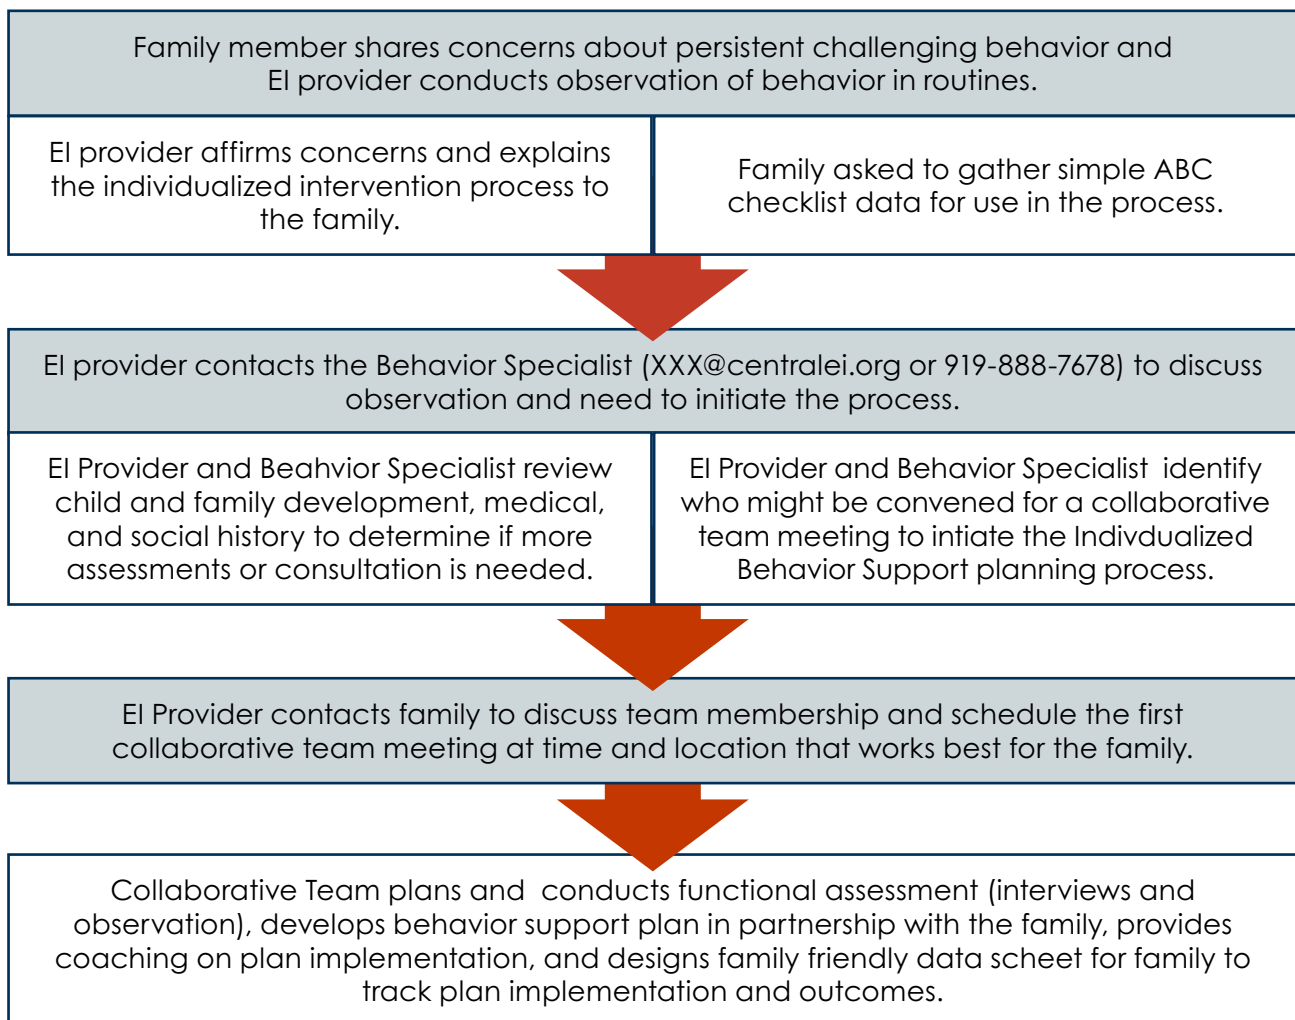 Family member shares concerns about persistent challenging behavior and
EI provider conducts observation of behavior in routines.
EI provider affirms concerns and explains
the individualized intervention process to
the family.
Family asked to gather simple ABC
checklist data for use in the process.
EI provider contacts the Behavior Specialist (XXX@centralei.org or 919-888-7678) to discuss
observation and need to initiate the process.
EI Provider and Beahvior Specialist review
child and family development, medical,
and social history to determine if more
assessments or consultation is needed.
EI Provider and Behavior Specialist  identify
who might be convened for a collaborative
team meeting to intiate the Indivdualized
Behavior Support planning process.
EI Provider contacts family to discuss team membership and schedule the first
collaborative team meeting at time and location that works best for the family.
Collaborative Team plans and  conducts functional assessment (interviews and
observation), develops behavior support plan in partnership with the family, provides
coaching on plan implementation, and designs family friendly data scheet for family to
track plan implementation and outcomes.